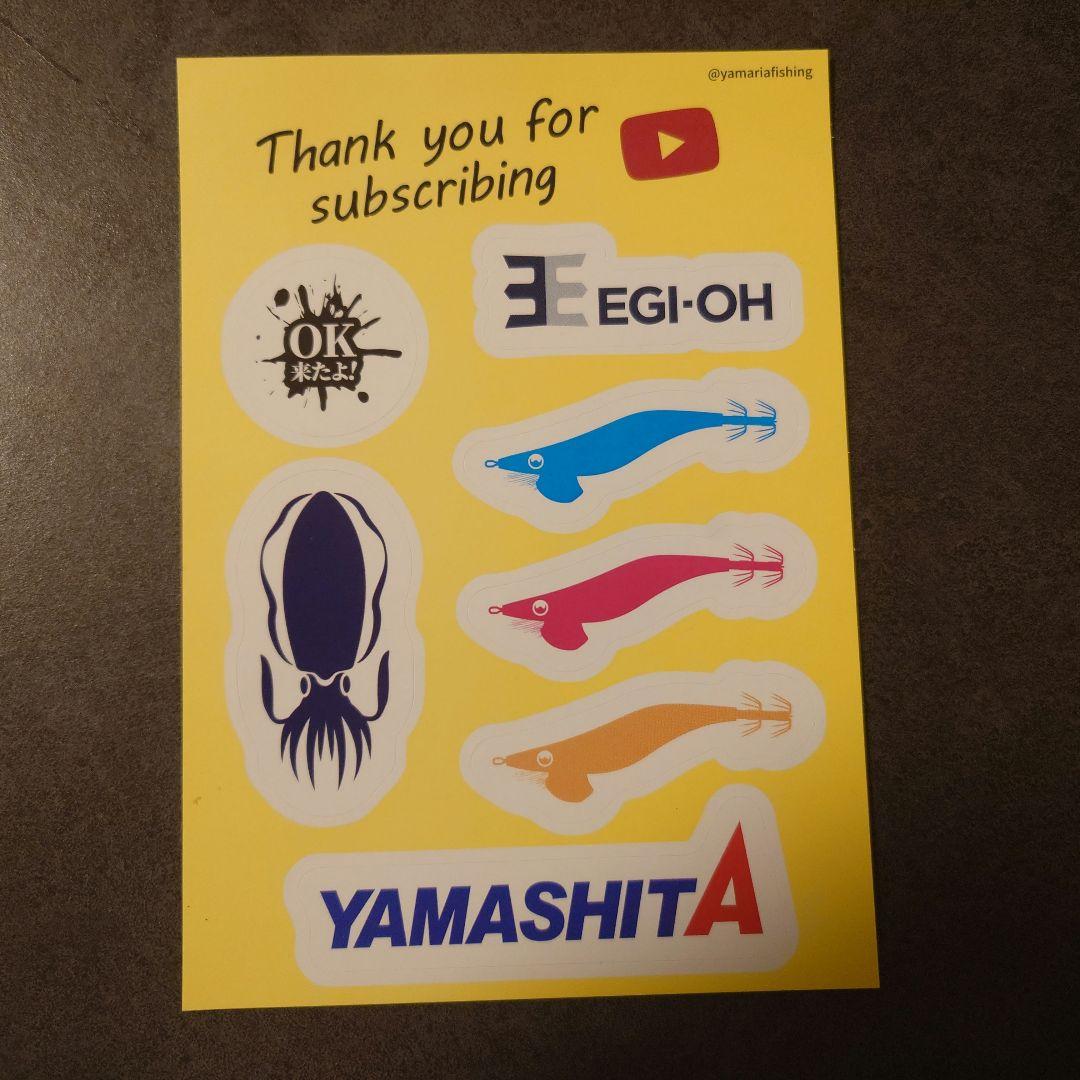 @yamariafishing
Thank you for
subscribing
OK
来たよ!
EGI-OH
YAMASHITA